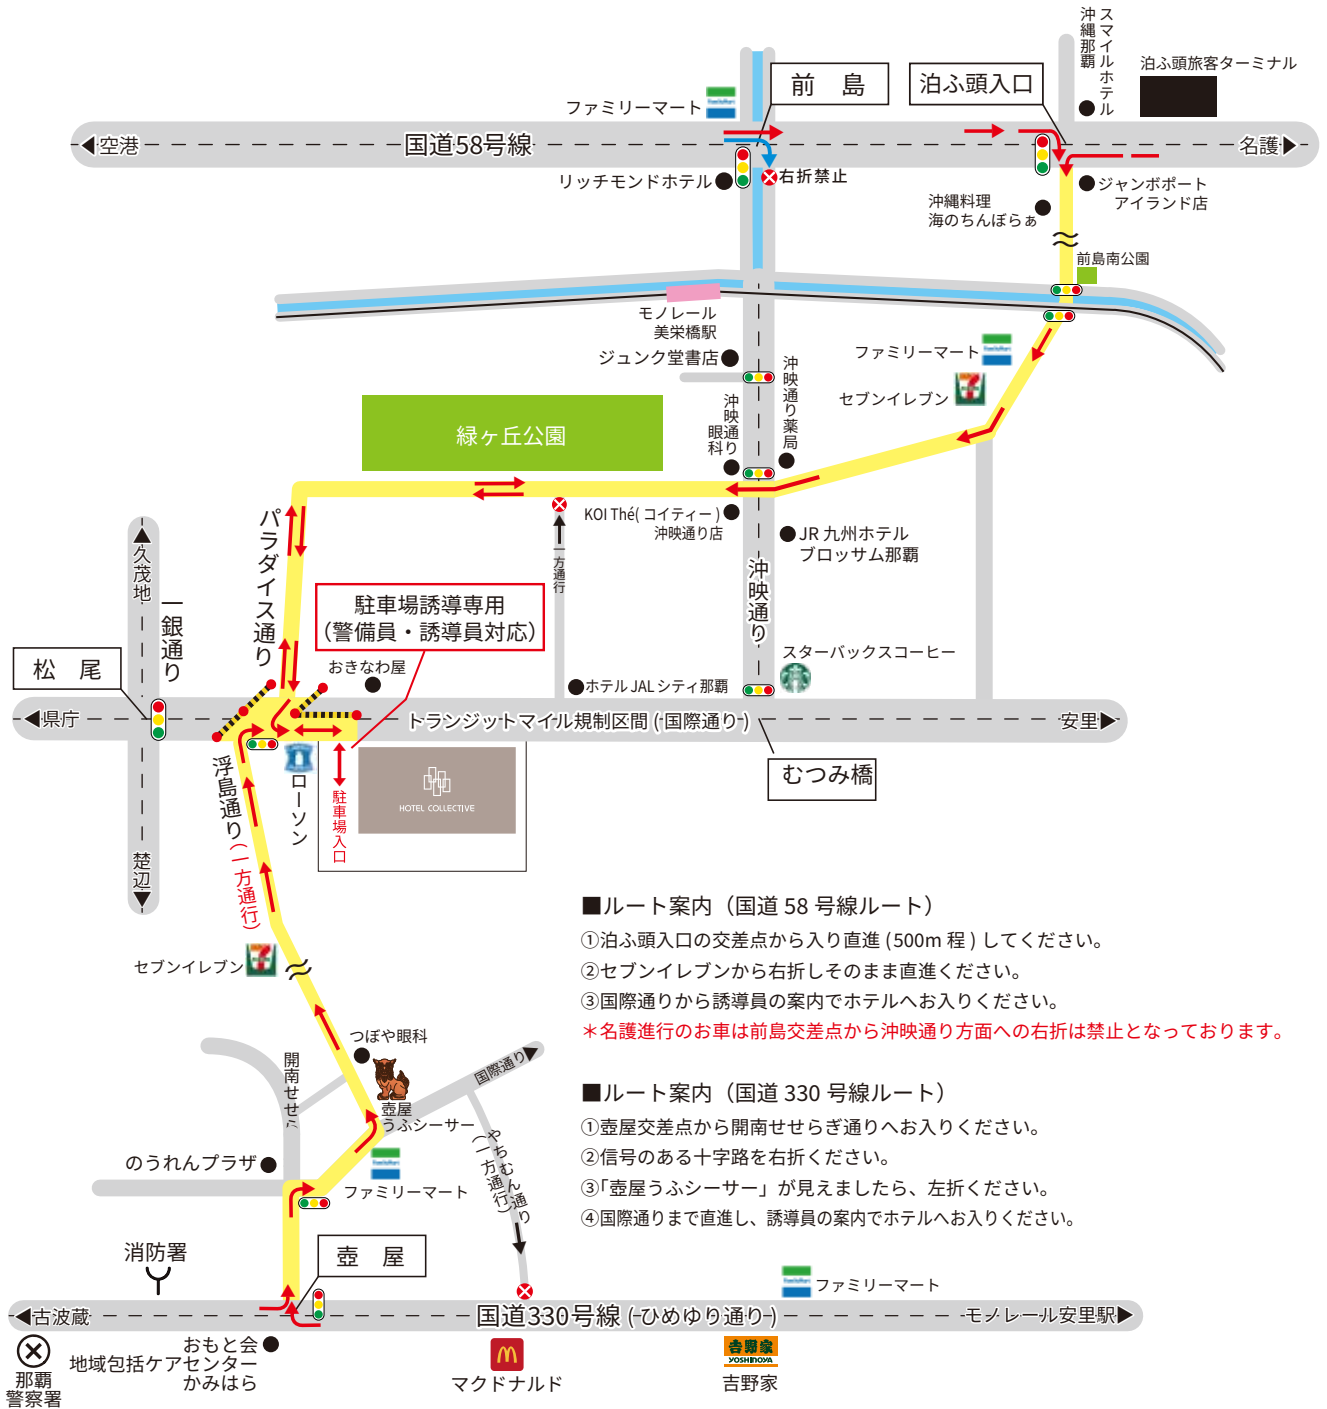 沖縄那覇
スマイルホテル
泊ふ頭旅客ターミナル
前 島
泊ふ頭入口
ファミリーマート
FamilyMart
空港
国道58号線
名護
リッチモンドホテル
右折禁止
ジャンボポート
アイランド店
沖縄料理
海のちんぼらぁ
前島南公園
モノレール
美栄橋駅
ジュンク堂書店
沖映通り薬局
ファミリーマート
セブンイレブン
沖映通り
眼科
緑ヶ丘公園
KOI Thé( コイティー )
沖映通り店
JR 九州ホテル
ブロッサム那覇
パラダイス通り
一方通行
沖映通り
久茂地
一銀通り
駐車場誘導専用
（警備員・誘導員対応）
おきなわ屋
ホテル JAL シティ那覇
スターバックスコーヒー
松 尾
県庁
トランジットマイル規制区間 ( 国際通り )
安里
むつみ橋
浮島通り
（一方通行）
ローソン
駐車場入口
HOTEL COLLECTIVE
楚辺
セブンイレブン
■ルート案内（国道 58 号線ルート）
①泊ふ頭入口の交差点から入り直進 (500m 程 ) してください。
②セブンイレブンから右折しそのまま直進ください。
③国際通りから誘導員の案内でホテルへお入りください。
＊名護進行のお車は前島交差点から沖映通り方面への右折は禁止となっております。
つぼや眼科
開南せせら
国際通り
壺屋
うふシーサー
やちむん通り
（一方通行）
のうれんプラザ
ファミリーマート
■ルート案内（国道 330 号線ルート）
①壺屋交差点から開南せせらぎ通りへお入りください。
②信号のある十字路を右折ください。
③「壺屋うふシーサー」が見えましたら、左折ください。
④国際通りまで直進し、誘導員の案内でホテルへお入りください。
消防署
壺 屋
ファミリーマート
古波蔵
国道330号線 ( ひめゆり通り )
モノレール安里駅
那覇
警察署
おもと会
地域包括ケアセンター
かみはら
マクドナルド
吉野家
YOSHINOYA
吉野家